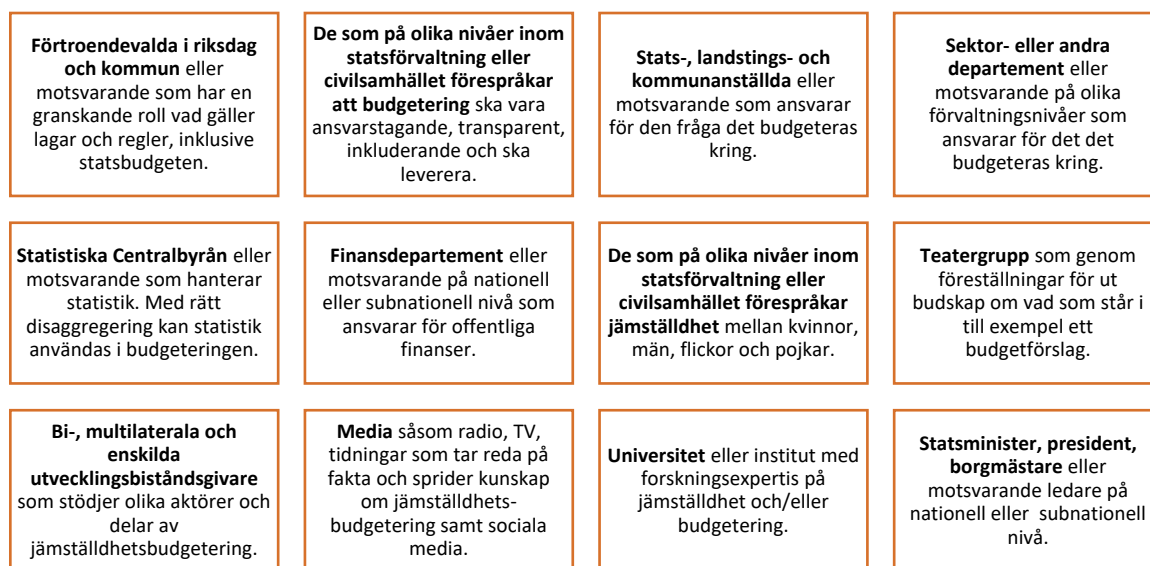 Förtroendevalda i riksdag
och kommun eller
motsvarande som har en
granskande roll vad gäller
lagar och regler, inklusive
statsbudgeten.
De som på olika nivåer inom
statsförvaltning eller
civilsamhället förespråkar
att budgetering ska vara
ansvarstagande, transparent,
inkluderande och ska
leverera.
Stats-, landstings- och
kommunanställda eller
motsvarande som ansvarar
för den fråga det budgeteras
kring.
Sektor- eller andra
departement eller
motsvarande på olika
förvaltningsnivåer som
ansvarar för det det
budgeteras kring.
Statistiska Centralbyrån eller
motsvarande som hanterar
statistik. Med rätt
disaggregering kan statistik
användas i budgeteringen.
Finansdepartement eller
motsvarande på nationell
eller subnationell nivå som
ansvarar för offentliga
finanser.
De som på olika nivåer inom
statsförvaltning eller
civilsamhället förespråkar
jämställdhet mellan kvinnor,
män, flickor och pojkar.
Teatergrupp som genom
föreställningar för ut
budskap om vad som står i
till exempel ett
budgetförslag.
Bi-, multilaterala och
enskilda
utvecklingsbiståndsgivare
som stödjer olika aktörer och
delar av
jämställdhetsbudgetering.
Media såsom radio, TV,
tidningar som tar reda på
fakta och sprider kunskap
om jämställdhets-
budgetering samt sociala
media.
Universitet eller institut med
forskningsexpertis på
jämställdhet och/eller
budgetering.
Statsminister, president,
borgmästare eller
motsvarande ledare på
nationell eller subnationell
nivå.